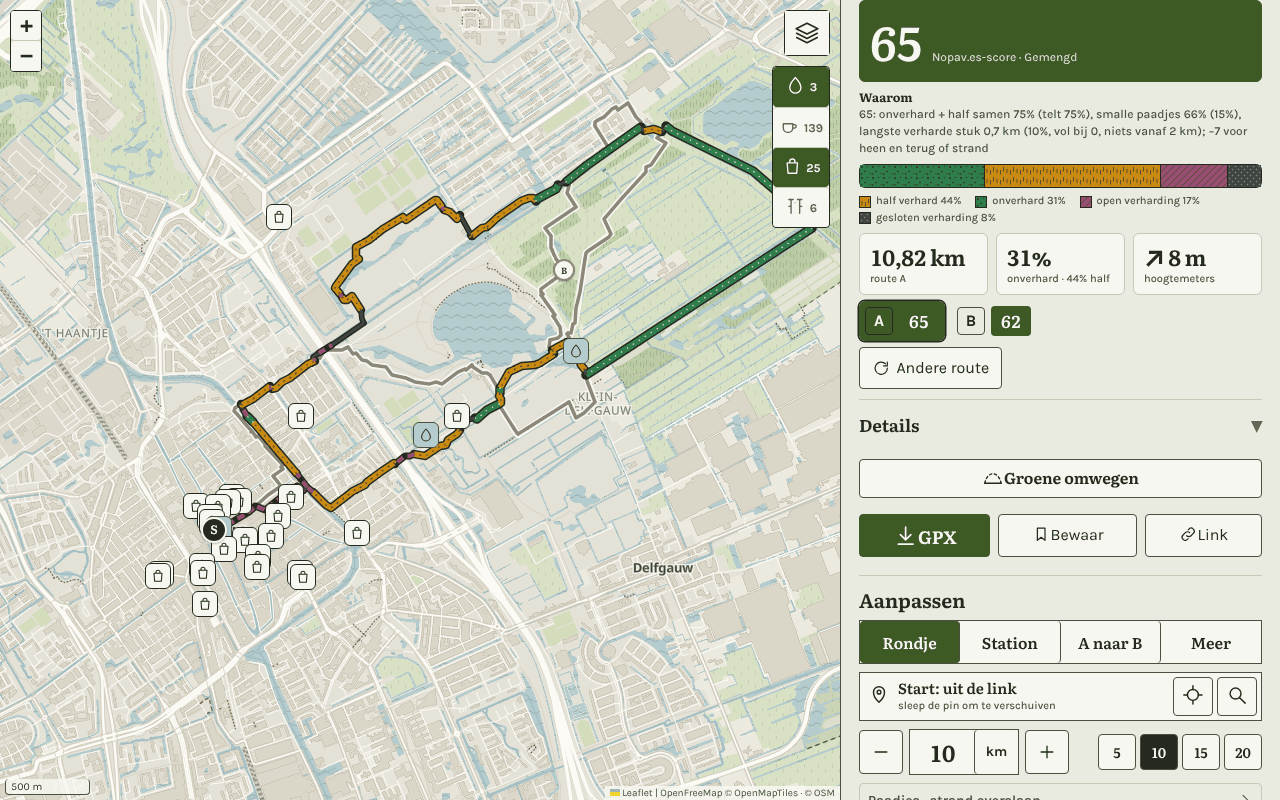 +
−
3
139
25
6
B
'T HAANTJE
KLEIN-
DELFGAUW
S
Delfgauw
500 m
Leaflet | OpenFreeMap © OpenMapTiles · © OSM
65 Nopav.es-score · Gemengd
Waarom
65: onverhard + half samen 75% (telt 75%), smalle paadjes 66% (15%),
langste verharde stuk 0,7 km (10%, vol bij 0, niets vanaf 2 km); −7 voor
heen en terug of strand
half verhard 44% onverhard 31% open verharding 17%
gesloten verharding 8%
10,82 km 31% 8 m
route A onverhard · 44% half hoogtemeters
A 65 B 62
Andere route
Details
Groene omwegen
GPX Bewaar Link
Aanpassen
Rondje Station A naar B Meer
Start: uit de link
sleep de pin om te verschuiven
− 10 km + 5 10 15 20